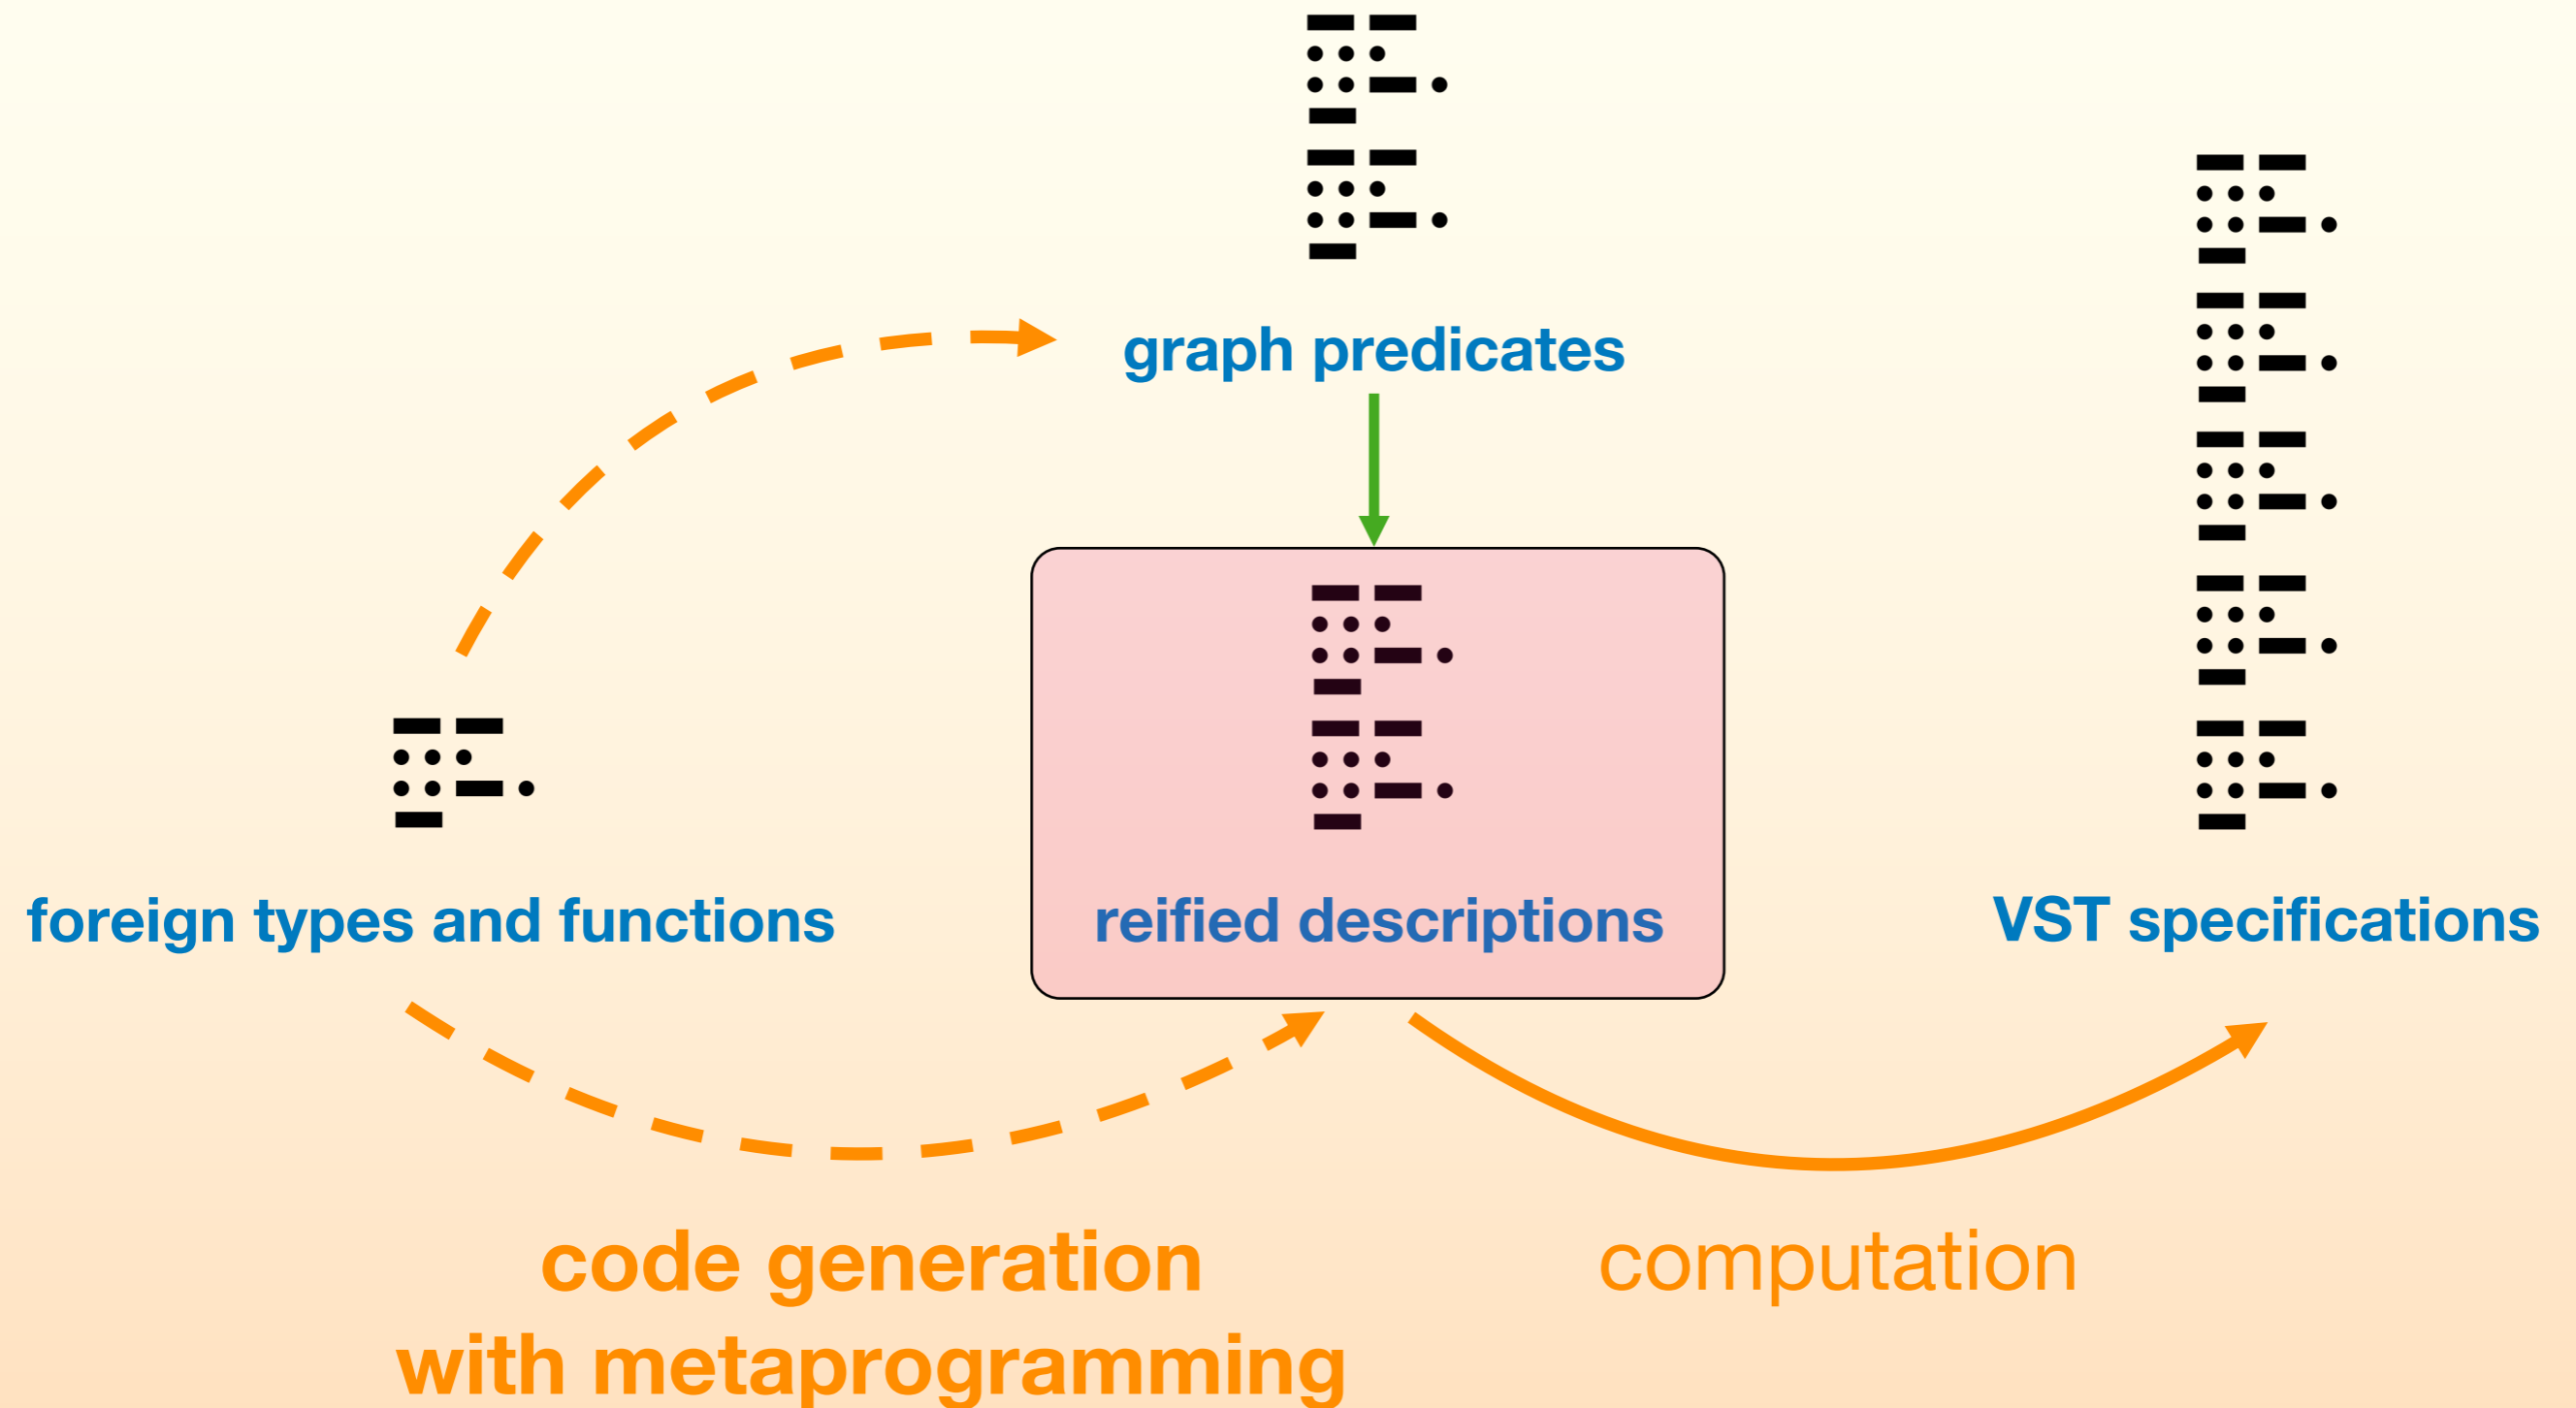 graph predicates
foreign types and functions
reified descriptions
VST specifications
code generation
with metaprogramming
computation